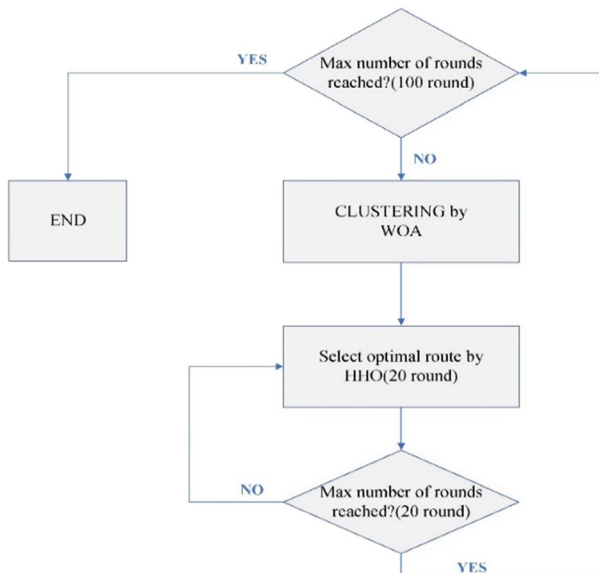 YES
Max number of rounds
reached?(100 round)
NO
END
CLUSTERING by
WOA
Select optimal route by
HHO(20 round)
NO
Max number of rounds
reached?(20 round)
YES